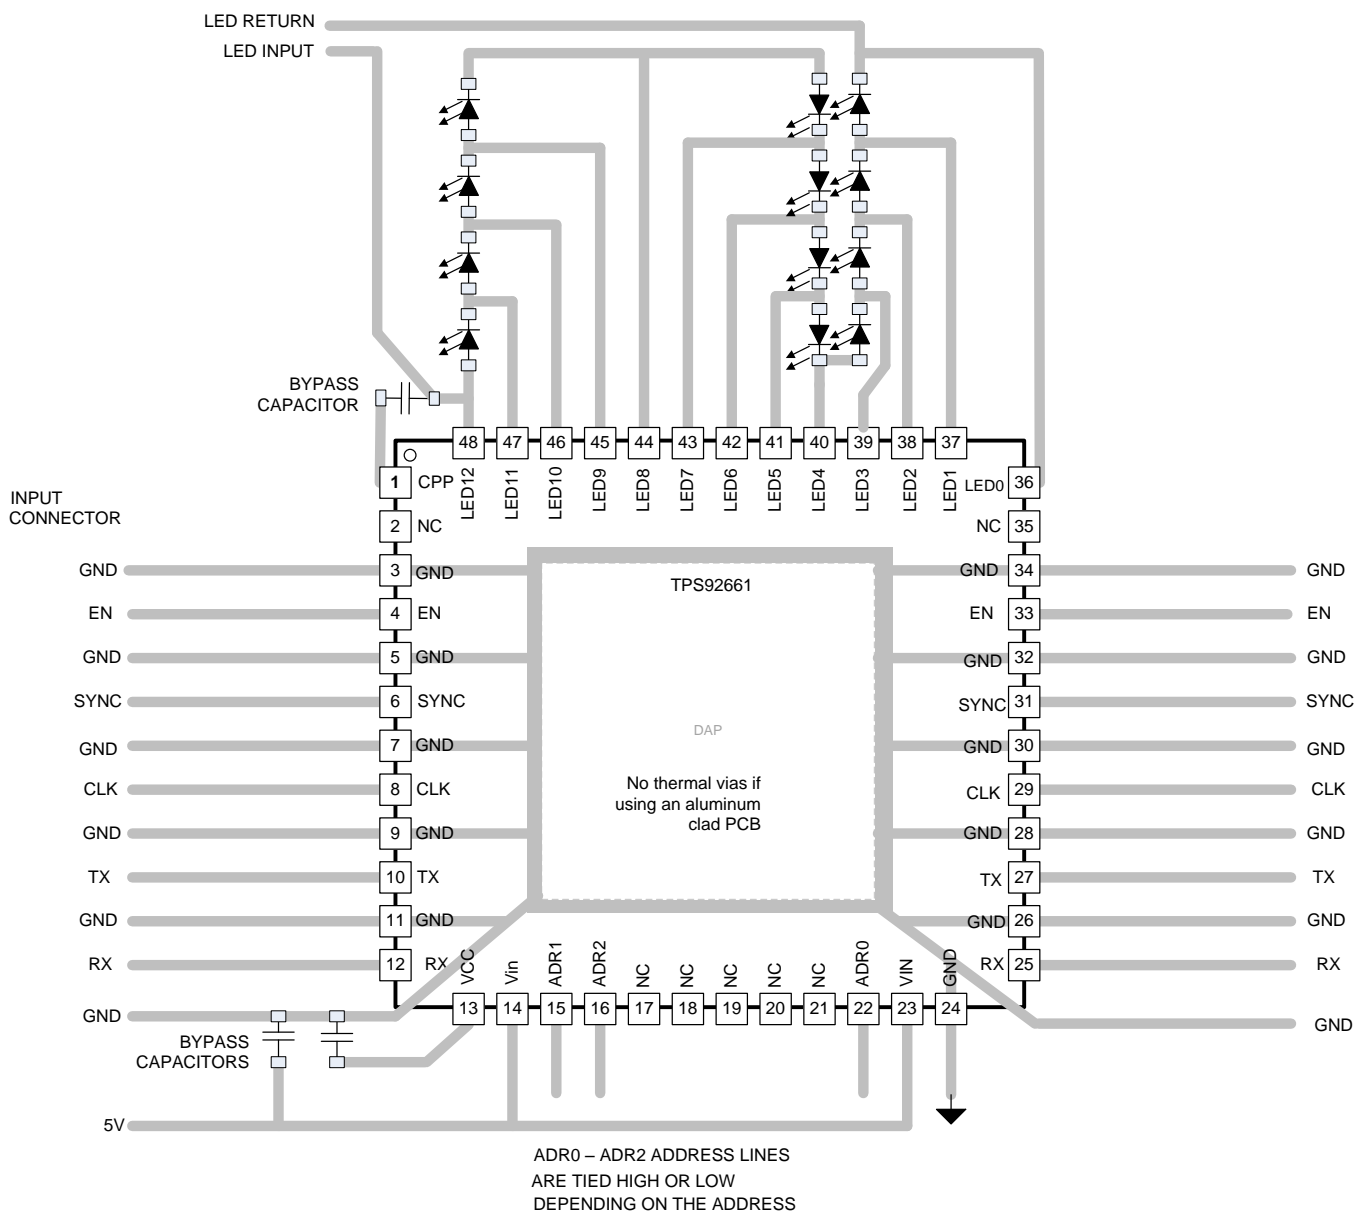 LED RETURN
LED INPUT
BYPASS
CAPACITOR
48 47 46 45 44 43 42 41 40 39 38 37
LED12 LED11 LED10 LED9 LED8 LED7 LED6 LED5 LED4 LED3 LED2 LED1
1 CPP
LED0 36
INPUT
CONNECTOR
2 NC
NC 35
TPS92661
GND 3 GND
GND 34 GND
EN 4 EN
EN 33 EN
GND 5 GND
GND 32 GND
SYNC 6 SYNC
SYNC 31 SYNC
DAP
GND 7 GND
GND 30 GND
No thermal vias if
using an aluminum
clad PCB
CLK 8 CLK
CLK 29 CLK
GND 9 GND
GND 28 GND
TX 10 TX
TX 27 TX
GND 11 GND
GND 26 GND
RX 12 RX
RX 25 RX
VCC Vin ADR1 ADR2 NC NC NC NC NC ADR0 VIN GND
13 14 15 16 17 18 19 20 21 22 23 24
GND
GND
BYPASS
CAPACITORS
5V
ADR0 – ADR2 ADDRESS LINES
ARE TIED HIGH OR LOW
DEPENDING ON THE ADDRESS